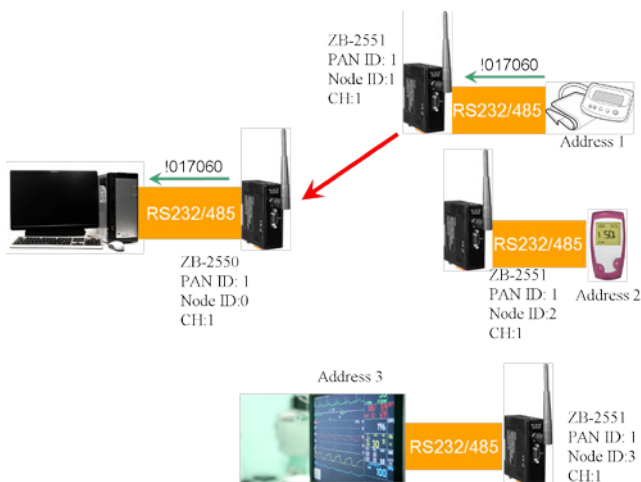 ZB-2551
PAN ID: 1
Node ID:1
CH:1
!017060
RS232/485
Address 1
!017060
RS232/485
ZB-2550
PAN ID: 1
Node ID:0
CH:1
RS232/485
ZB-2551
PAN ID: 1
Node ID:2
CH:1
Address 2
Address 3
RS232/485
ZB-2551
PAN ID: 1
Node ID:3
CH:1